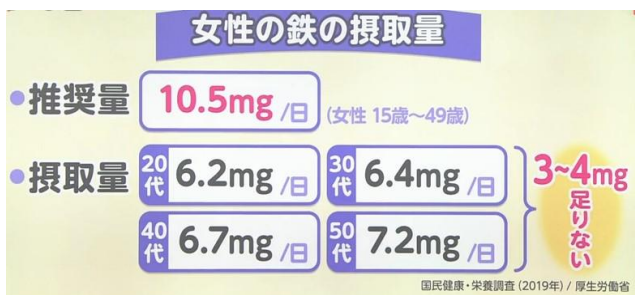 女性の鉄の摂取量
●推奨量 10.5mg/日 (女性 15歳～49歳)
●摂取量 20代 6.2mg/日 30代 6.4mg/日
40代 6.7mg/日 50代 7.2mg/日
3~4mg
足りない
国民健康・栄養調査(2019年)/厚生労働省